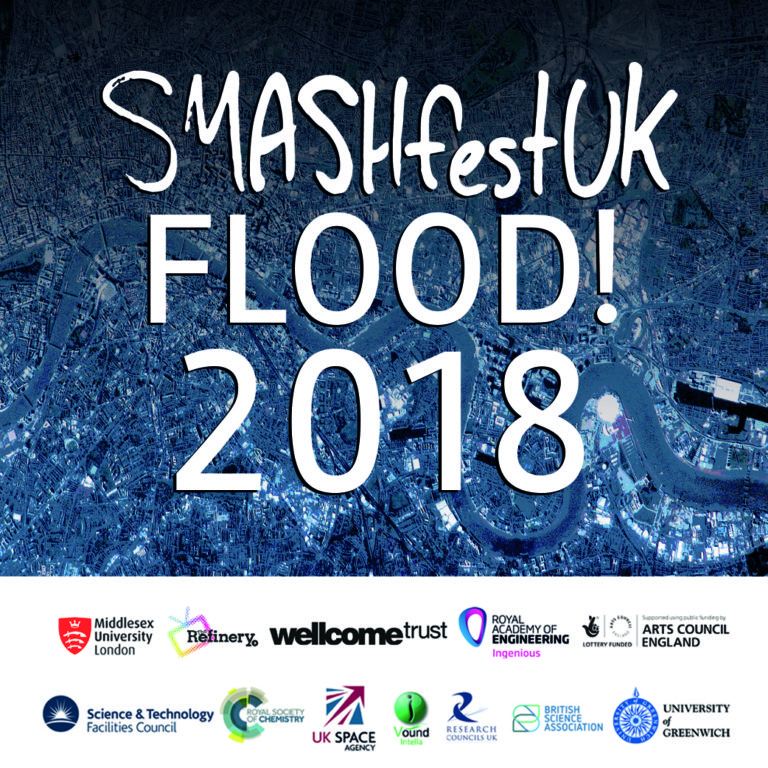 SMASHfestUK
FLOOD!
2018
Middlesex
University
London
the
Refinery
wellcometrust
ROYAL
ACADEMY OF
ENGINEERING
Ingenious
LOTTERY FUNDED
Supported using public funding by
ARTS COUNCIL
ENGLAND
Science & Technology
Facilities Council
ROYAL SOCIETY
OF CHEMISTRY
UK SPACE
AGENCY
Vound
Intella
RESEARCH
COUNCILS UK
BRITISH
SCIENCE
ASSOCIATION
UNIVERSITY
of
GREENWICH